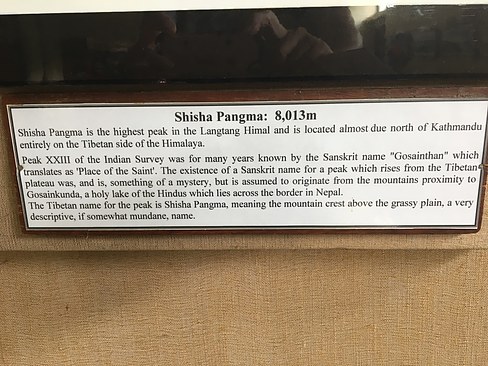 Shisha Pangma: 8,013m
Shisha Pangma is the highest peak in the Langtang Himal and is located almost due north of Kathmandu
entirely on the Tibetan side of the Himalaya.
Peak XXIII of the Indian Survey was for many years known by the Sanskrit name "Gosainthan" which
translates as 'Place of the Saint'. The existence of a Sanskrit name for a peak which rises from the Tibetan
plateau was, and is, something of a mystery, but is assumed to originate from the mountains proximity to
Gosainkunda, a holy lake of the Hindus which lies across the border in Nepal.
The Tibetan name for the peak is Shisha Pangma, meaning the mountain crest above the grassy plain, a very
descriptive, if somewhat mundane, name.